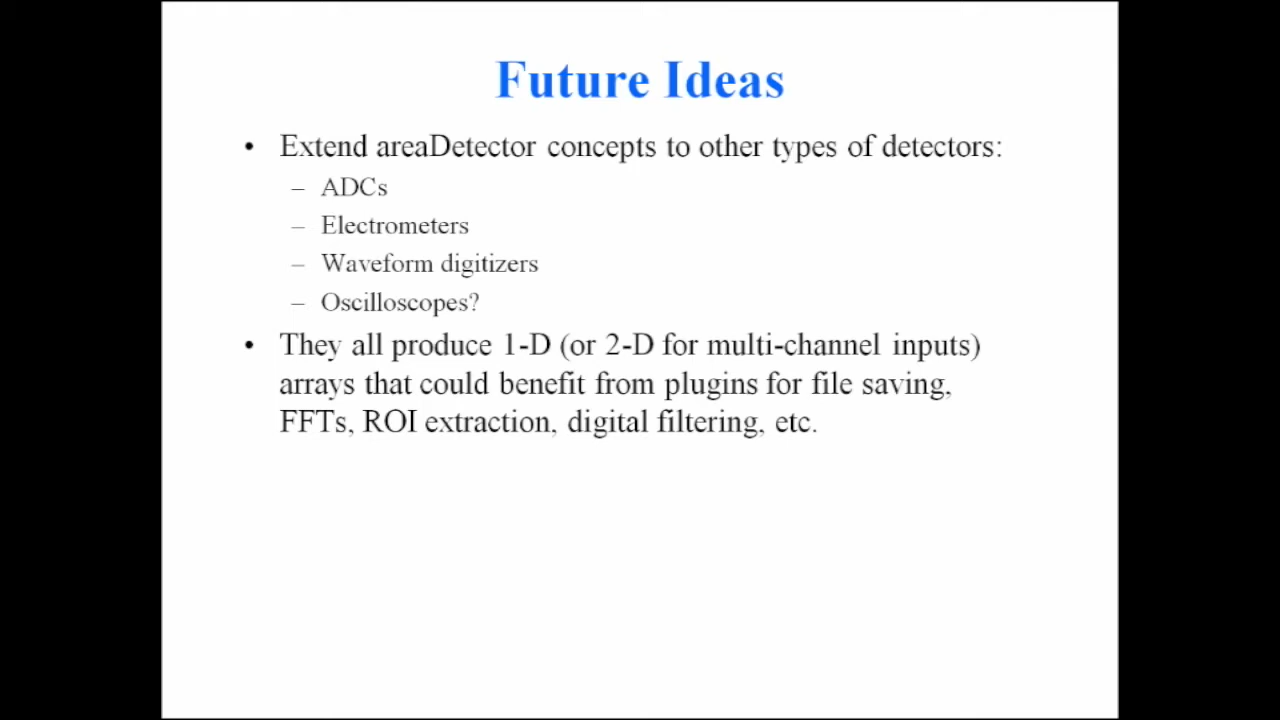 Future Ideas
• Extend areaDetector concepts to other types of detectors:
– ADCs
– Electrometers
– Waveform digitizers
– Oscilloscopes?
• They all produce 1-D (or 2-D for multi-channel inputs)
arrays that could benefit from plugins for file saving,
FFTs, ROI extraction, digital filtering, etc.